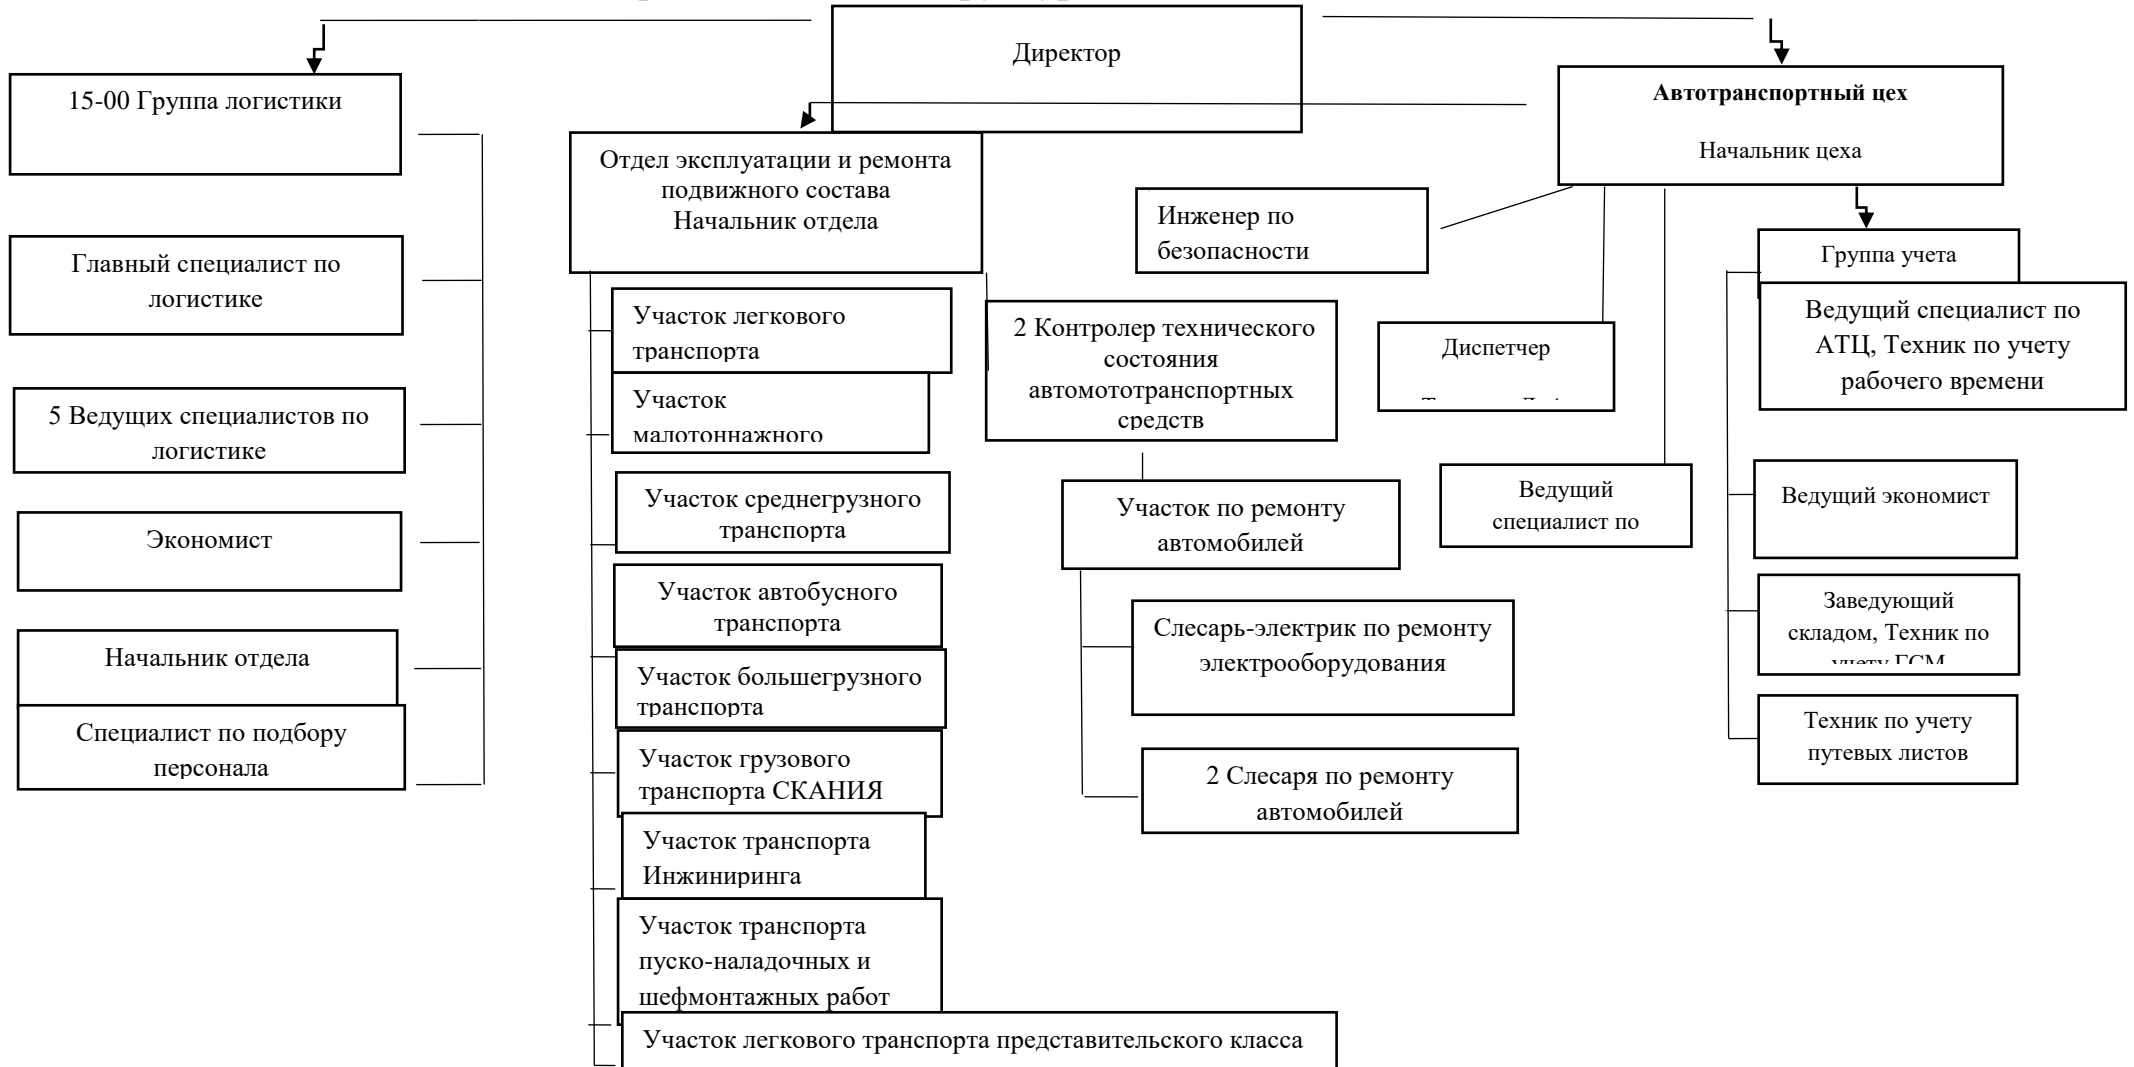 Директор
15-00 Группа логистики
Главный специалист по
логистике
5 Ведущих специалистов по
логистике
Экономист
Начальник отдела
Специалист по подбору
персонала
Отдел эксплуатации и ремонта
подвижного состава
Начальник отдела
Участок легкового
транспорта
Участок
малотоннажного
Участок среднегрузного
транспорта
Участок автобусного
транспорта
Участок большегрузного
транспорта
Участок грузового
транспорта СКАНИЯ
Участок транспорта
Инжиниринга
Участок транспорта
пуско-наладочных и
шефмонтажных работ
Участок легкового транспорта представительского класса
2 Контролер технического
состояния
автомототранспортных
средств
Участок по ремонту
автомобилей
Слесарь-электрик по ремонту
электрооборудования
2 Слесаря по ремонту
автомобилей
Автотранспортный цех
Начальник цеха
Инженер по
безопасности
Диспетчер
Ведущий
специалист по
Группа учета
Ведущий специалист по
АТЦ, Техник по учету
рабочего времени
Ведущий экономист
Заведующий
складом, Техник по
учету ГСМ
Техник по учету
путевых листов